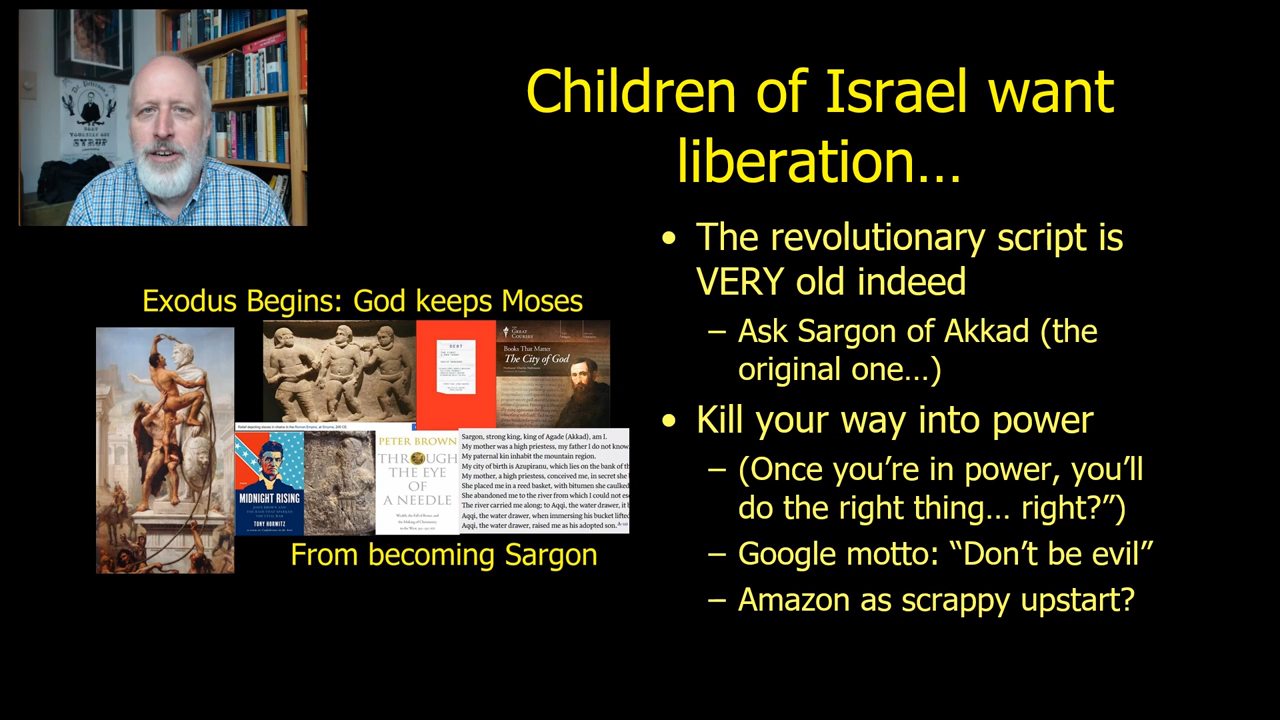 Children of Israel want
liberation…
• The revolutionary script is
VERY old indeed
– Ask Sargon of Akkad (the
original one…)
• Kill your way into power
– (Once you’re in power, you’ll
do the right thing… right?”)
– Google motto: “Don’t be evil”
– Amazon as scrappy upstart?
SYRUP
Exodus Begins: God keeps Moses
DEBT
THE
GREAT
COURSES
Books That Matter
The City of God
MIDNIGHT RISING
TONY HORWITZ
PETER BROWN
THROUGH
THE EYE
OF A
NEEDLE
Sargon, strong king, king of Agade (Akkad), am I.
My mother was a high priestess, my father I do not know
My paternal kin inhabit the mountain region.
My city of birth is Azupiranu, which lies on the bank of th
My mother, a high priestess, conceived me, in secret she
She placed me in a reed basket, with bitumen she caulked
She abandoned me to the river from which I could not es
The river carried me along; to Aqqi, the water drawer, it
Aqqi, the water drawer, when immersing his bucket lifted
Aqqi, the water drawer, raised me as his adopted son.
From becoming Sargon